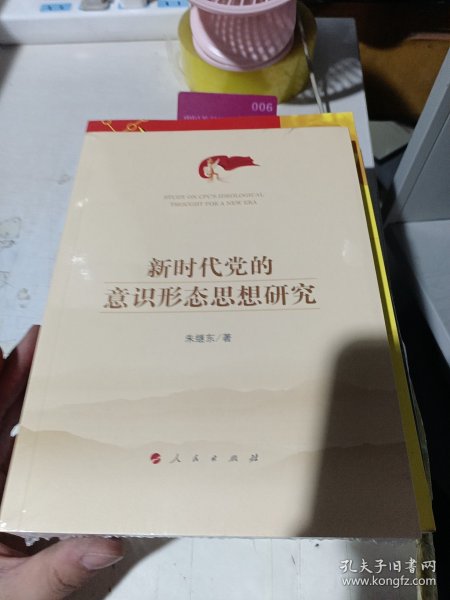 006
STUDY ON CPC'S IDEOLOGICAL
THOUGHT FOR A NEW ERA
新时代党的
意识形态思想研究
朱继东/著
人民出版社
孔夫子旧书网
www.kongfz.com